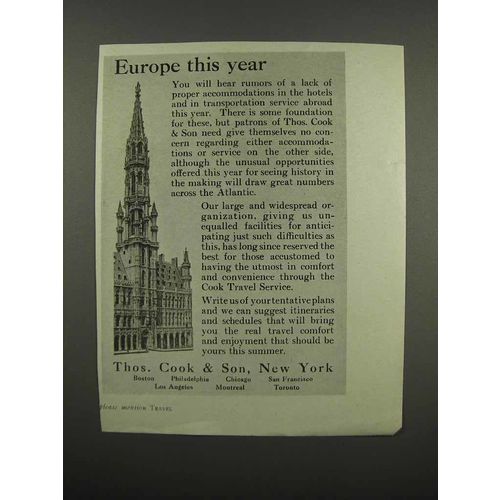 Europe this year
You will hear rumors of a lack of
proper accommodations in the hotels
and in transportation service abroad
this year. There is some foundation
for these, but patrons of Thos. Cook
& Son need give themselves no con-
cern regarding either accommoda-
tions or service on the other side,
although the unusual opportunities
offered this year for seeing history in
the making will draw great numbers
across the Atlantic.
Our large and widespread or-
ganization, giving us un-
equalled facilities for antici-
pating just such difficulties as
this, has long since reserved the
best for those accustomed to
having the utmost in comfort
and convenience through the
Cook Travel Service.
Write us of your tentative plans
and we can suggest itineraries
and schedules that will bring
you the real travel comfort
and enjoyment that should be
yours this summer.
Thos. Cook & Son, New York
Boston Philadelphia Chicago San Francisco
Los Angeles Montreal Toronto
please mention TRAVEL